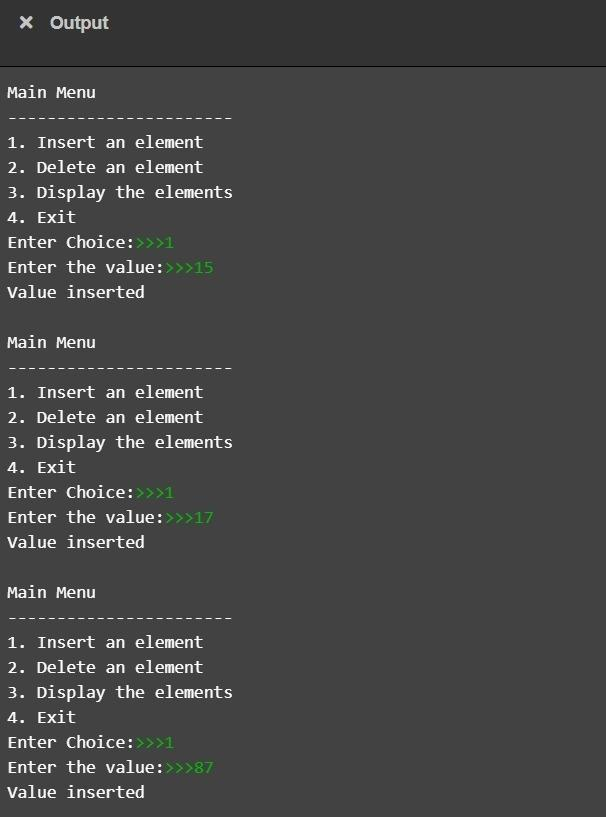 × Output
Main Menu
-----------------------
1. Insert an element
2. Delete an element
3. Display the elements
4. Exit
Enter Choice:>>>1
Enter the value:>>>15
Value inserted
Main Menu
-----------------------
1. Insert an element
2. Delete an element
3. Display the elements
4. Exit
Enter Choice:>>>1
Enter the value:>>>17
Value inserted
Main Menu
-----------------------
1. Insert an element
2. Delete an element
3. Display the elements
4. Exit
Enter Choice:>>>1
Enter the value:>>>87
Value inserted